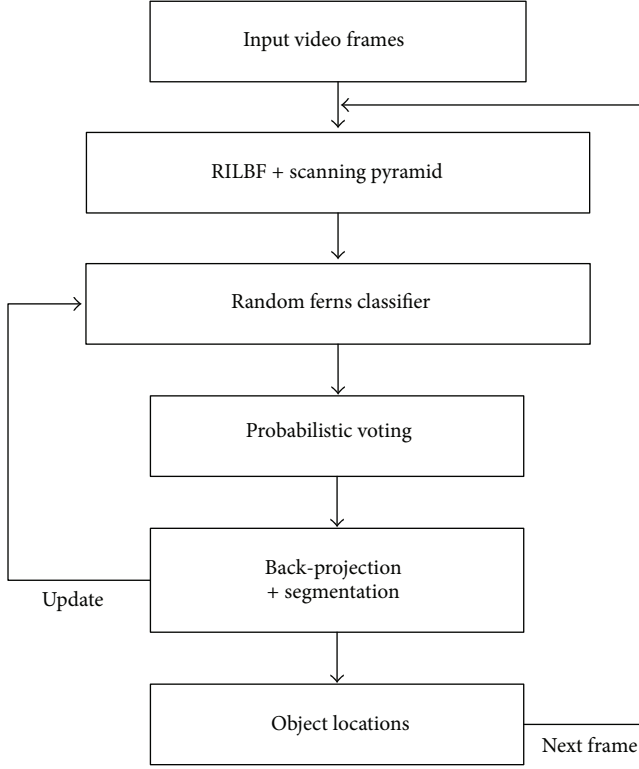 Input video frames
RILBF + scanning pyramid
Random ferns classifier
Probabilistic voting
Back-projection
+ segmentation
Update
Object locations
Next frame